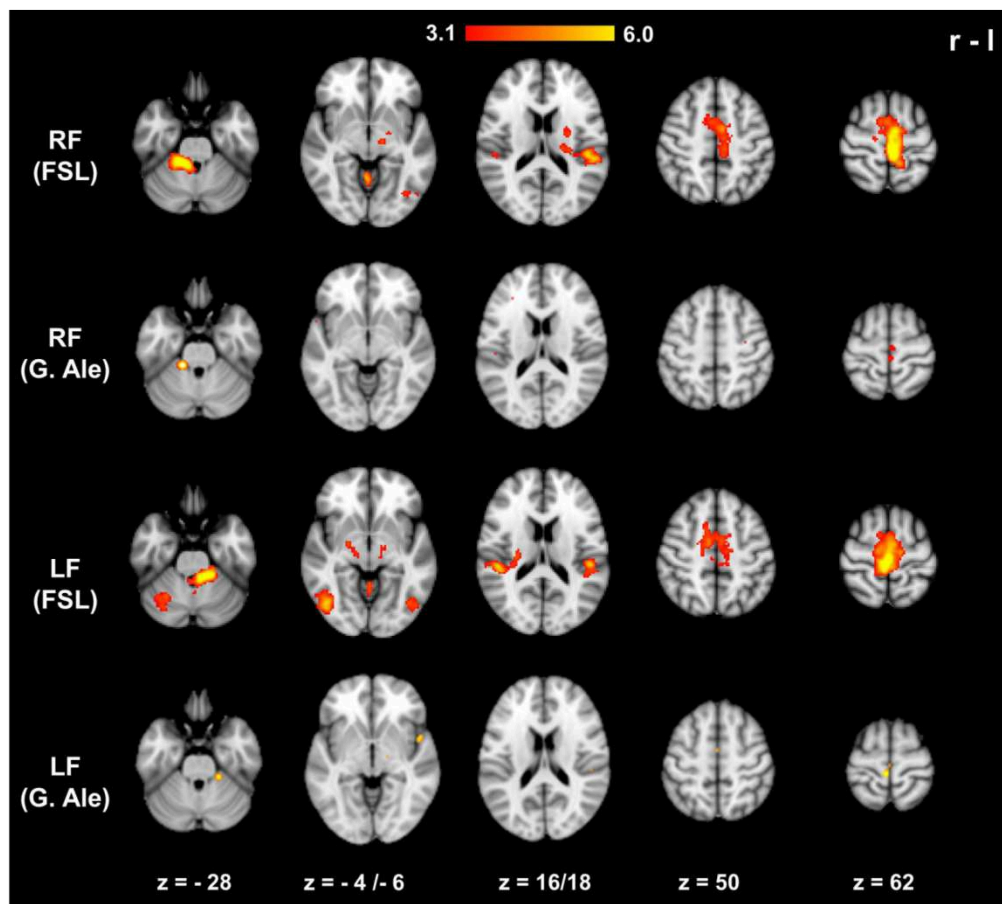 3.1 6.0
r - l
RF
(FSL)
RF
(G. Ale)
LF
(FSL)
LF
(G. Ale)
z = - 28 z = - 4 /- 6 z = 16/18 z = 50 z = 62